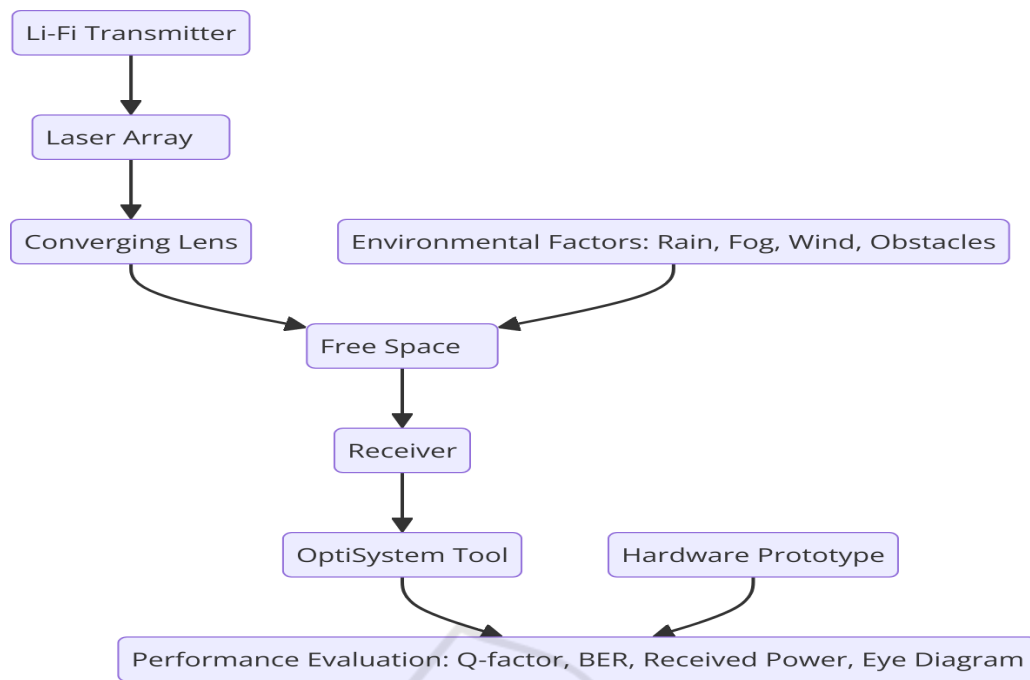 Li-Fi Transmitter
Laser Array
Converging Lens
Environmental Factors: Rain, Fog, Wind, Obstacles
Free Space
Receiver
OptiSystem Tool
Hardware Prototype
Performance Evaluation: Q-factor, BER, Received Power, Eye Diagram